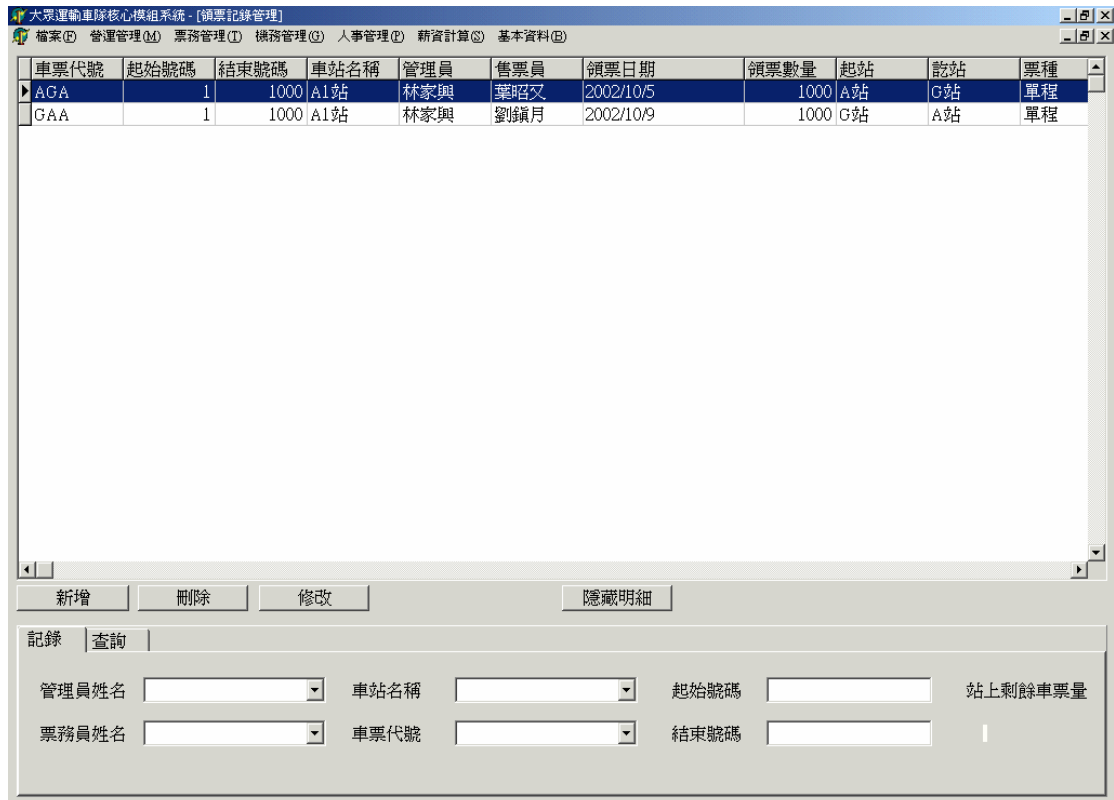 大眾運輸車隊核心模組系統 - [領票記錄管理]
檔案(F) 營運管理(M) 票務管理(T) 機務管理(G) 人事管理(P) 薪資計算(S) 基本資料(B)
車票代號 起始號碼 結束號碼 車站名稱 管理員 售票員 領票日期 領票數量 起站 訖站 票種
AGA 1 1000 A1站 林家興 葉昭文 2002/10/5 1000 A站 G站 單程
GAA 1 1000 A1站 林家興 劉鎮月 2002/10/9 1000 G站 A站 單程
新增 刪除 修改 隱藏明細
記錄 查詢
管理員姓名 車站名稱 起始號碼 站上剩餘車票量
票務員姓名 車票代號 結束號碼